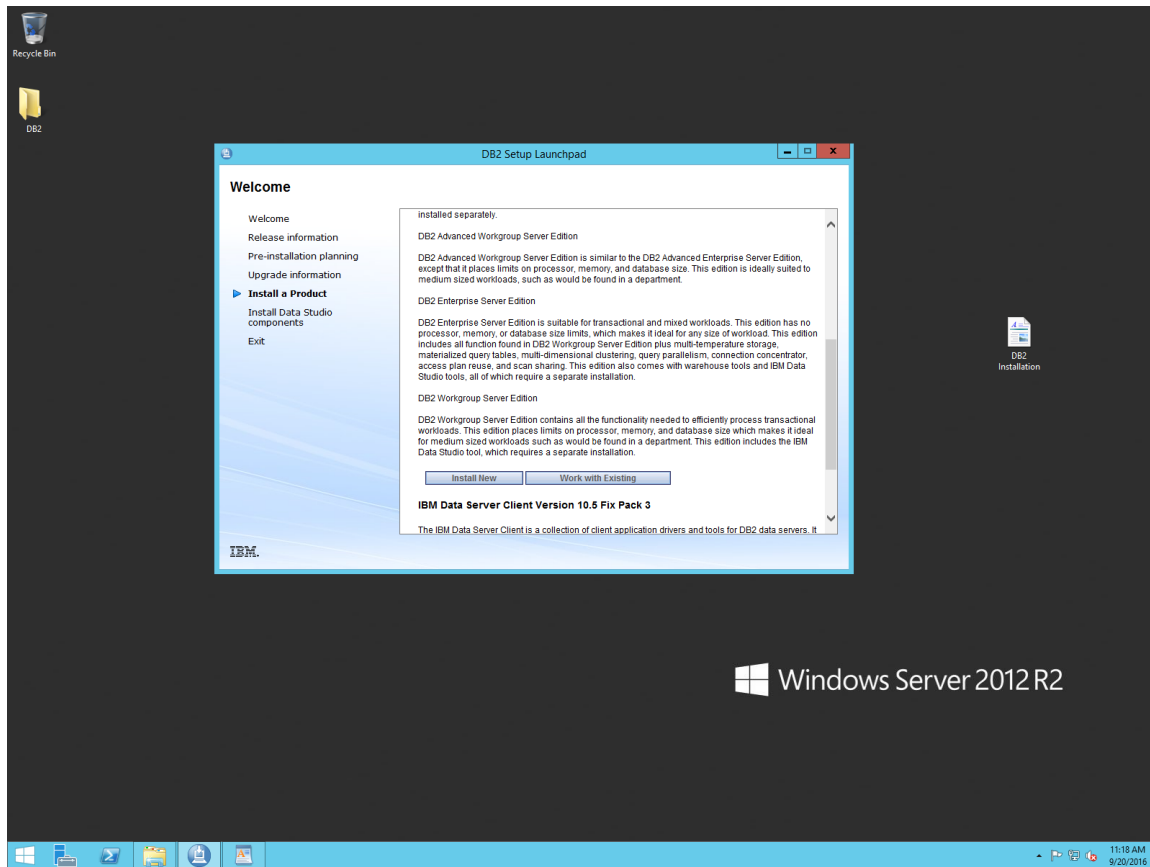 Recycle Bin
DB2
DB2 Setup Launchpad
Welcome
Welcome
Release information
Pre-installation planning
Upgrade information
Install a Product
Install Data Studio
components
Exit
IBM.
installed separately.
DB2 Advanced Workgroup Server Edition
DB2 Advanced Workgroup Server Edition is similar to the DB2 Advanced Enterprise Server Edition,
except that it places limits on processor, memory, and database size. This edition is ideally suited to
medium sized workloads, such as would be found in a department.
DB2 Enterprise Server Edition
DB2 Enterprise Server Edition is suitable for transactional and mixed workloads. This edition has no
processor, memory, or database size limits, which makes it ideal for any size of workload. This edition
includes all function found in DB2 Workgroup Server Edition plus multi-temperature storage,
materialized query tables, multi-dimensional clustering, query parallelism, connection concentrator,
access plan reuse, and scan sharing. This edition also comes with warehouse tools and IBM Data
Studio tools, all of which require a separate installation.
DB2 Workgroup Server Edition
DB2 Workgroup Server Edition contains all the functionality needed to efficiently process transactional
workloads. This edition places limits on processor, memory, and database size which makes it ideal
for medium sized workloads such as would be found in a department. This edition includes the IBM
Data Studio tool, which requires a separate installation.
Install New
Work with Existing
IBM Data Server Client Version 10.5 Fix Pack 3
The IBM Data Server Client is a collection of client application drivers and tools for DB2 data servers. It
DB2
Installation
Windows Server 2012 R2
11:18 AM
9/20/2016